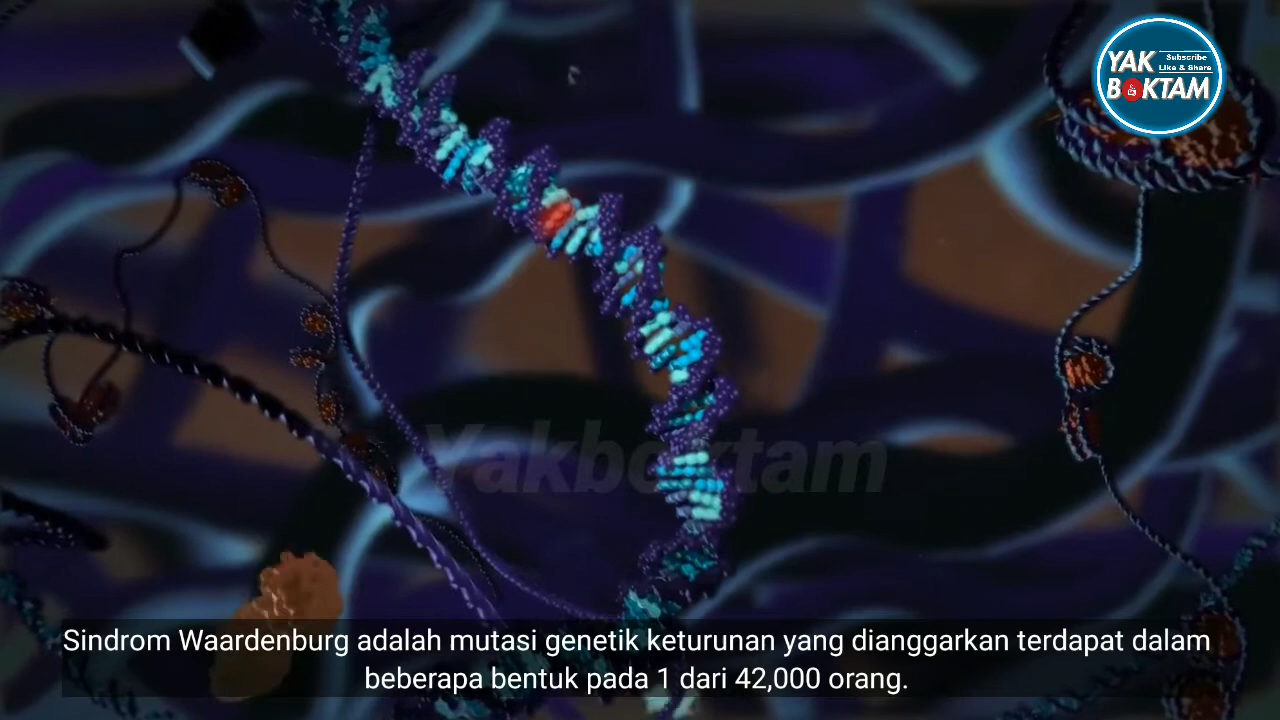 YAK
Subscribe
Like & Share
BOKTAM
Yakboktam
Sindrom Waardenburg adalah mutasi genetik keturunan yang dianggarkan terdapat dalam
beberapa bentuk pada 1 dari 42,000 orang.